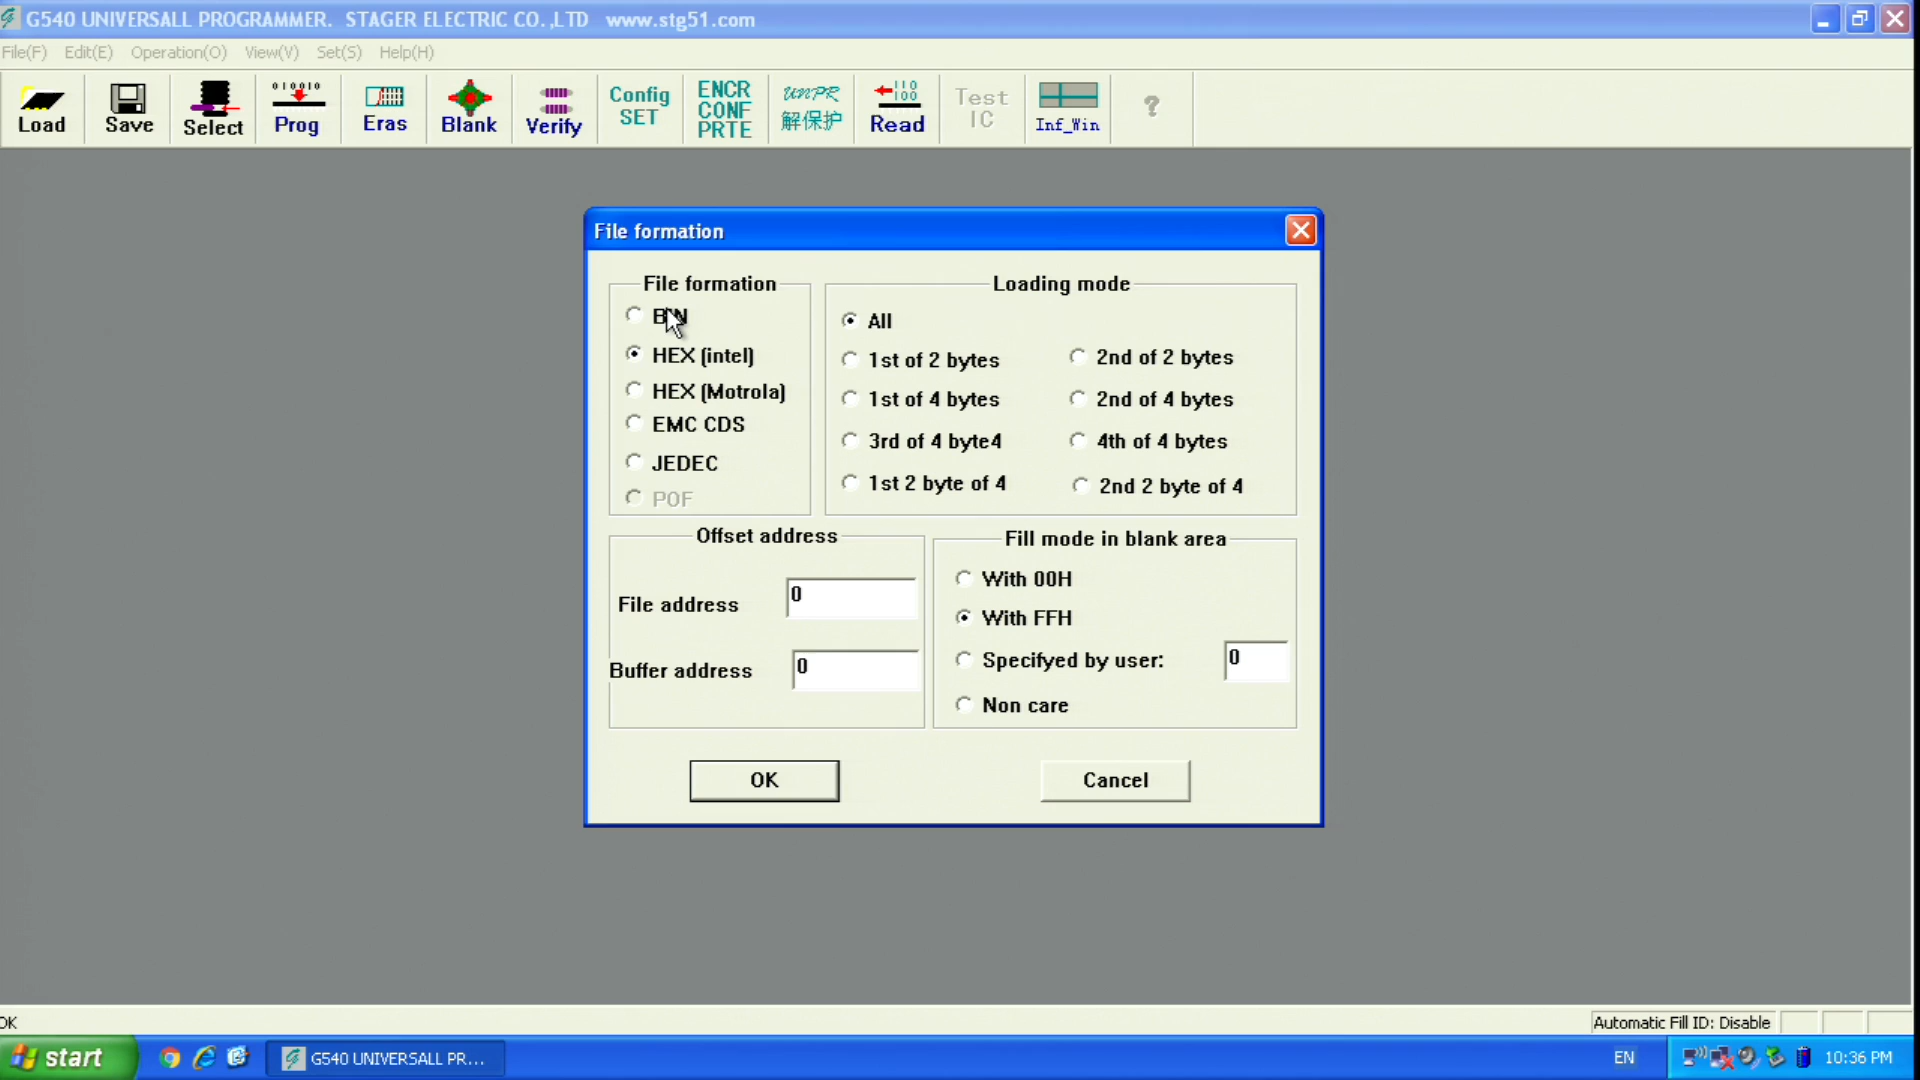 G540 UNIVERSALL PROGRAMMER.  STAGER ELECTRIC CO.,LTD  www.stg51.com
File(F) Edit(E) Operation(O) View(V) Set(S) Help(H)
Load
Save
Select
010010
Prog
Eras
Blank
Verify
Config
SET
ENCR
CONF
PRTE
UNPR
解保护
110
100
Read
Test
IC
Inf_Win
?
File formation
File formation
BIN
HEX (intel)
HEX (Motrola)
EMC CDS
JEDEC
POF
Loading mode
All
1st of 2 bytes
2nd of 2 bytes
1st of 4 bytes
2nd of 4 bytes
3rd of 4 byte4
4th of 4 bytes
1st 2 byte of 4
2nd 2 byte of 4
Offset address
File address
0
Buffer address
0
Fill mode in blank area
With 00H
With FFH
Specifyed by user:
0
Non care
OK
Cancel
OK
Automatic Fill ID: Disable
start
G540 UNIVERSALL PR...
EN
10:36 PM